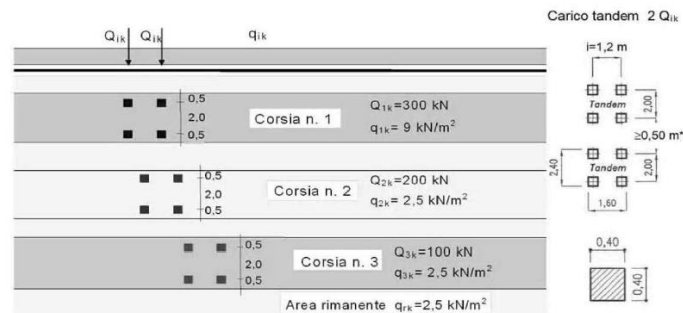 Carico tandem 2 Qik
Qik Qik qik
i=1,2 m
0,5
2.0
0,5
Corsia n. 1
Q1k=300 kN
q1k= 9 kN/m²
Tandem
2,00
≥0,50 m*
0,5
2,0
0,5
Corsia n. 2
Q2k=200 kN
q2k= 2,5 kN/m²
2,40
Tandem
2,00
1,60
0,5
2,0
0,5
Corsia n. 3
Q3k=100 kN
q3k= 2,5 kN/m²
0,40
0,40
Area rimanente qrk=2,5 kN/m²